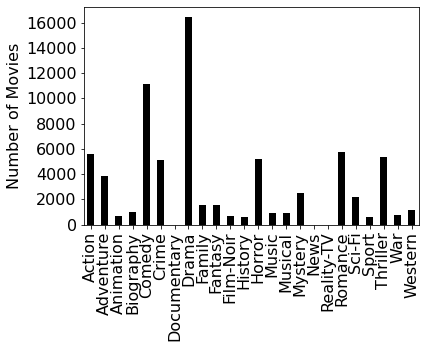 Number of Movies
16000
14000
12000
10000
8000
6000
4000
2000
0
Action
Adventure
Animation
Biography
Comedy
Crime
Documentary
Drama
Family
Fantasy
Film-Noir
History
Horror
Music
Musical
Mystery
News
Reality-TV
Romance
Sci-Fi
Sport
Thriller
War
Western